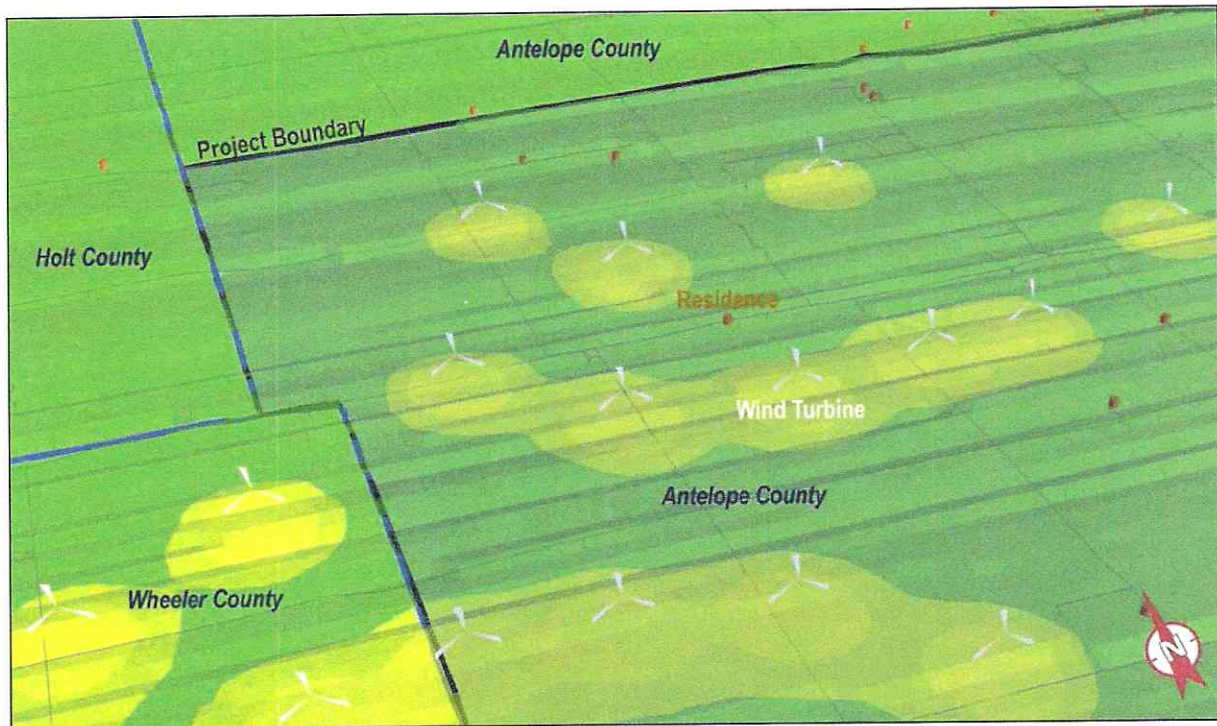 Antelope County
Project Boundary
Holt County
Residence
Wind Turbine
Antelope County
Wheeler County
N